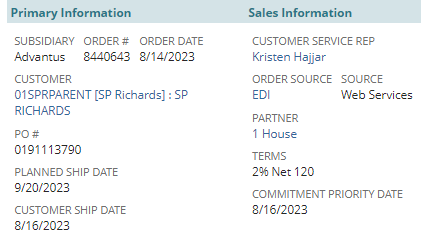 Primary Information
SUBSIDIARY ORDER # ORDER DATE
Advantus 8440643 8/14/2023
CUSTOMER
01SPRPARENT [SP Richards] : SP
RICHARDS
PO #
0191113790
PLANNED SHIP DATE
9/20/2023
CUSTOMER SHIP DATE
8/16/2023
Sales Information
CUSTOMER SERVICE REP
Kristen Hajjar
ORDER SOURCE SOURCE
EDI Web Services
PARTNER
1 House
TERMS
2% Net 120
COMMITMENT PRIORITY DATE
8/16/2023